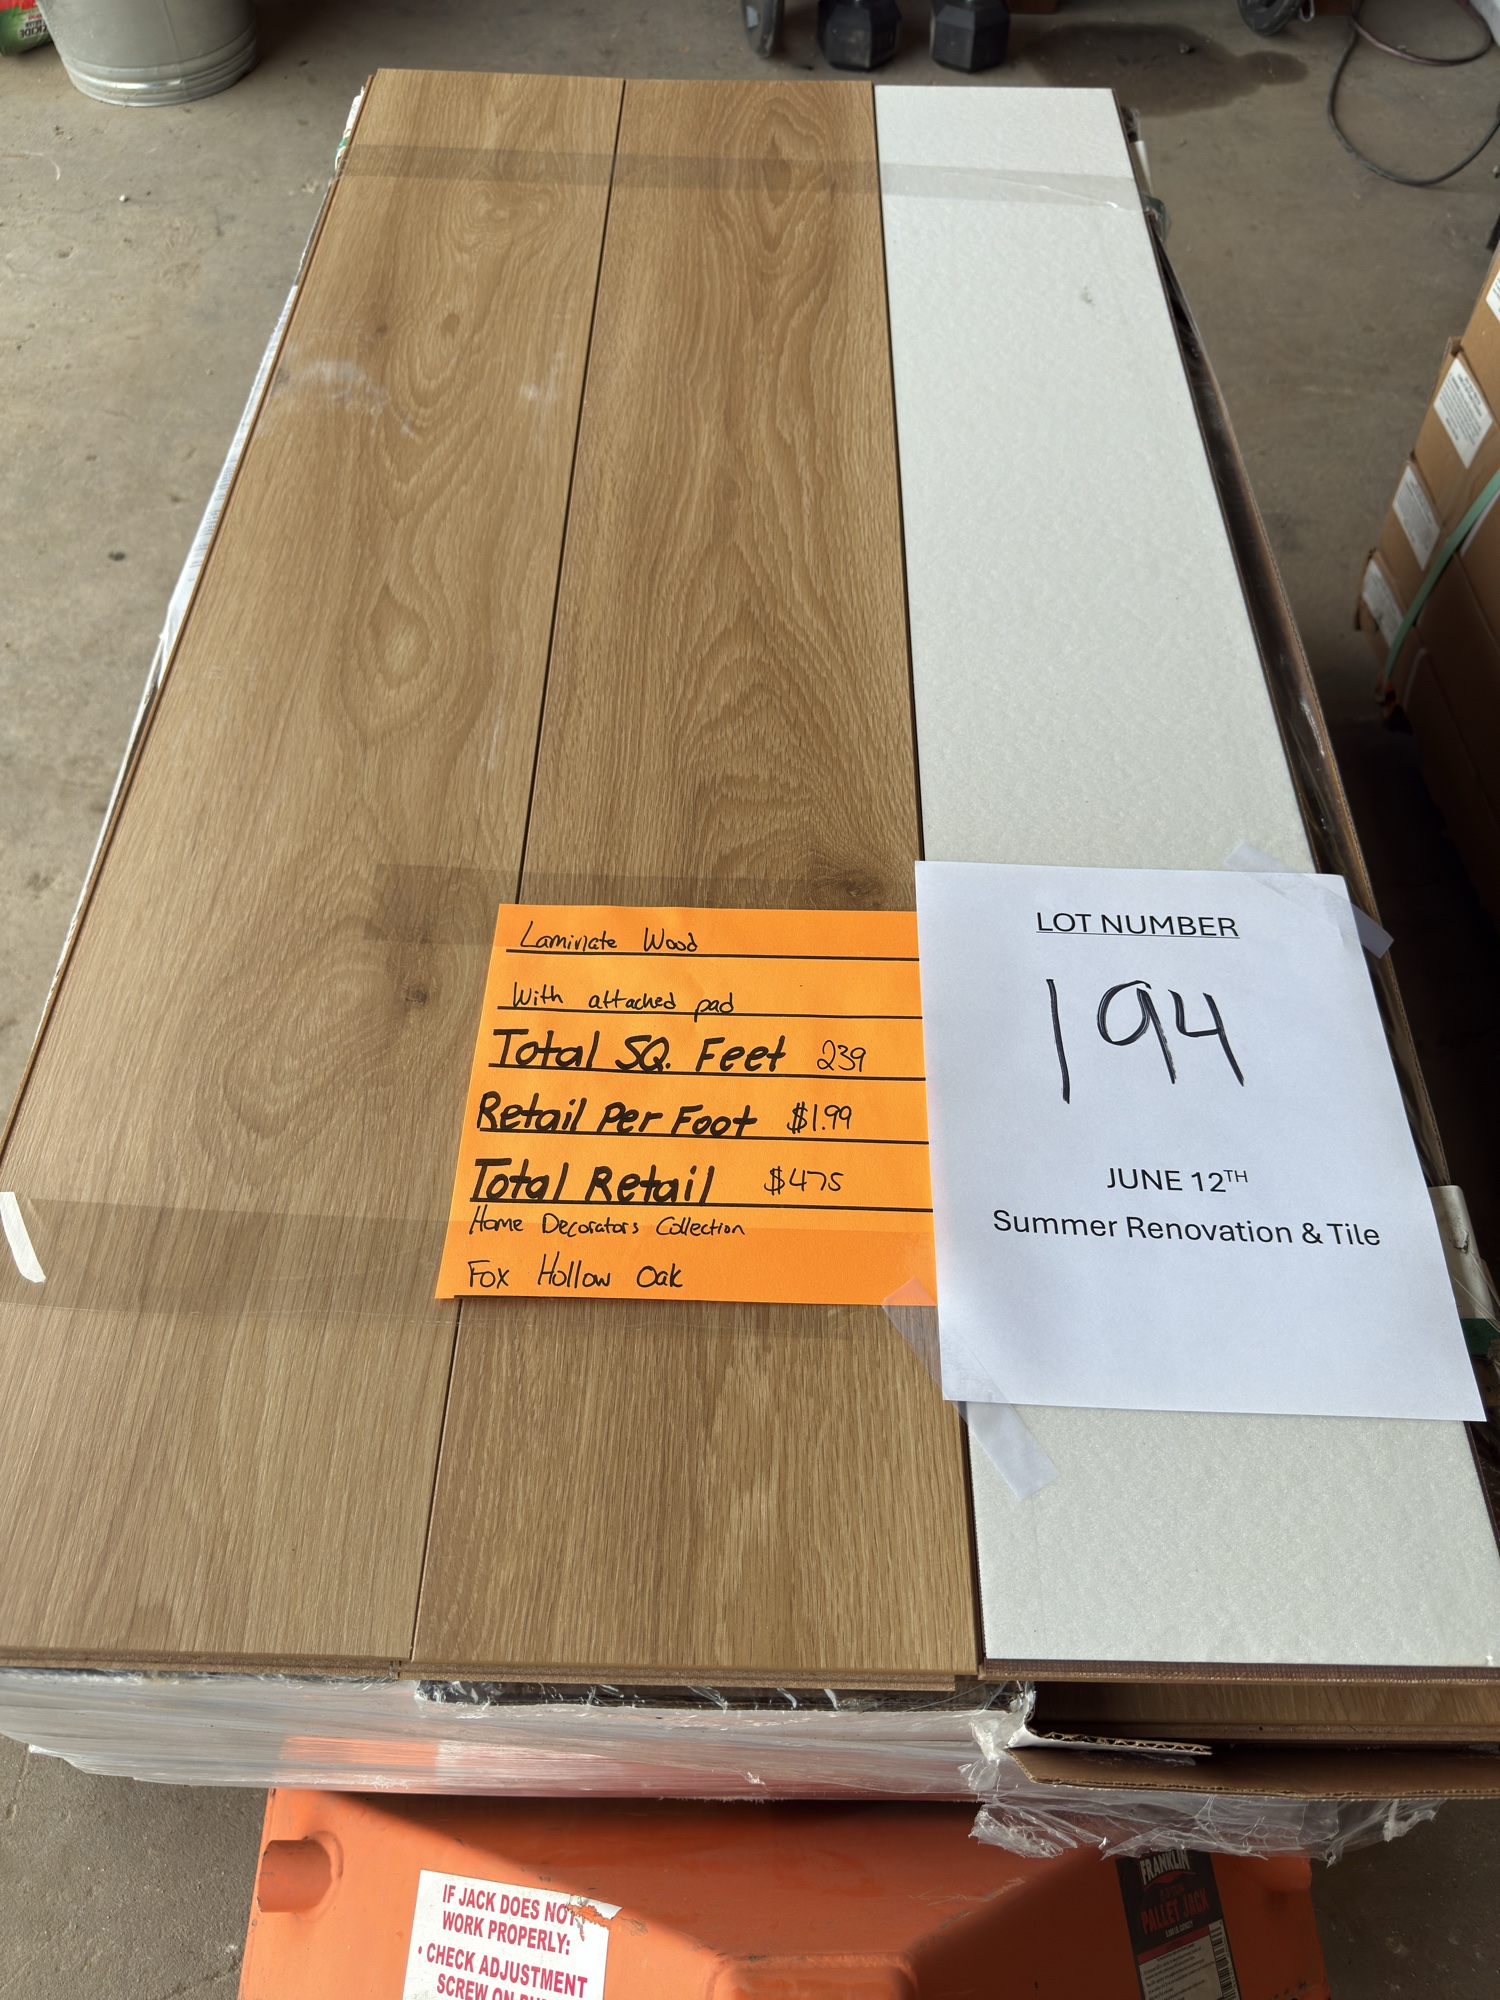 Laminate Wood
With attached pad
Total SQ. Feet 239
Retail Per Foot $1.99
Total Retail $475
Home Decorators Collection
Fox Hollow Oak
LOT NUMBER
194
JUNE 12TH
Summer Renovation & Tile
IF JACK DOES NOT
WORK PROPERLY:
• CHECK ADJUSTMENT
SCREW ON
FRANKLIN
PALLET JACK